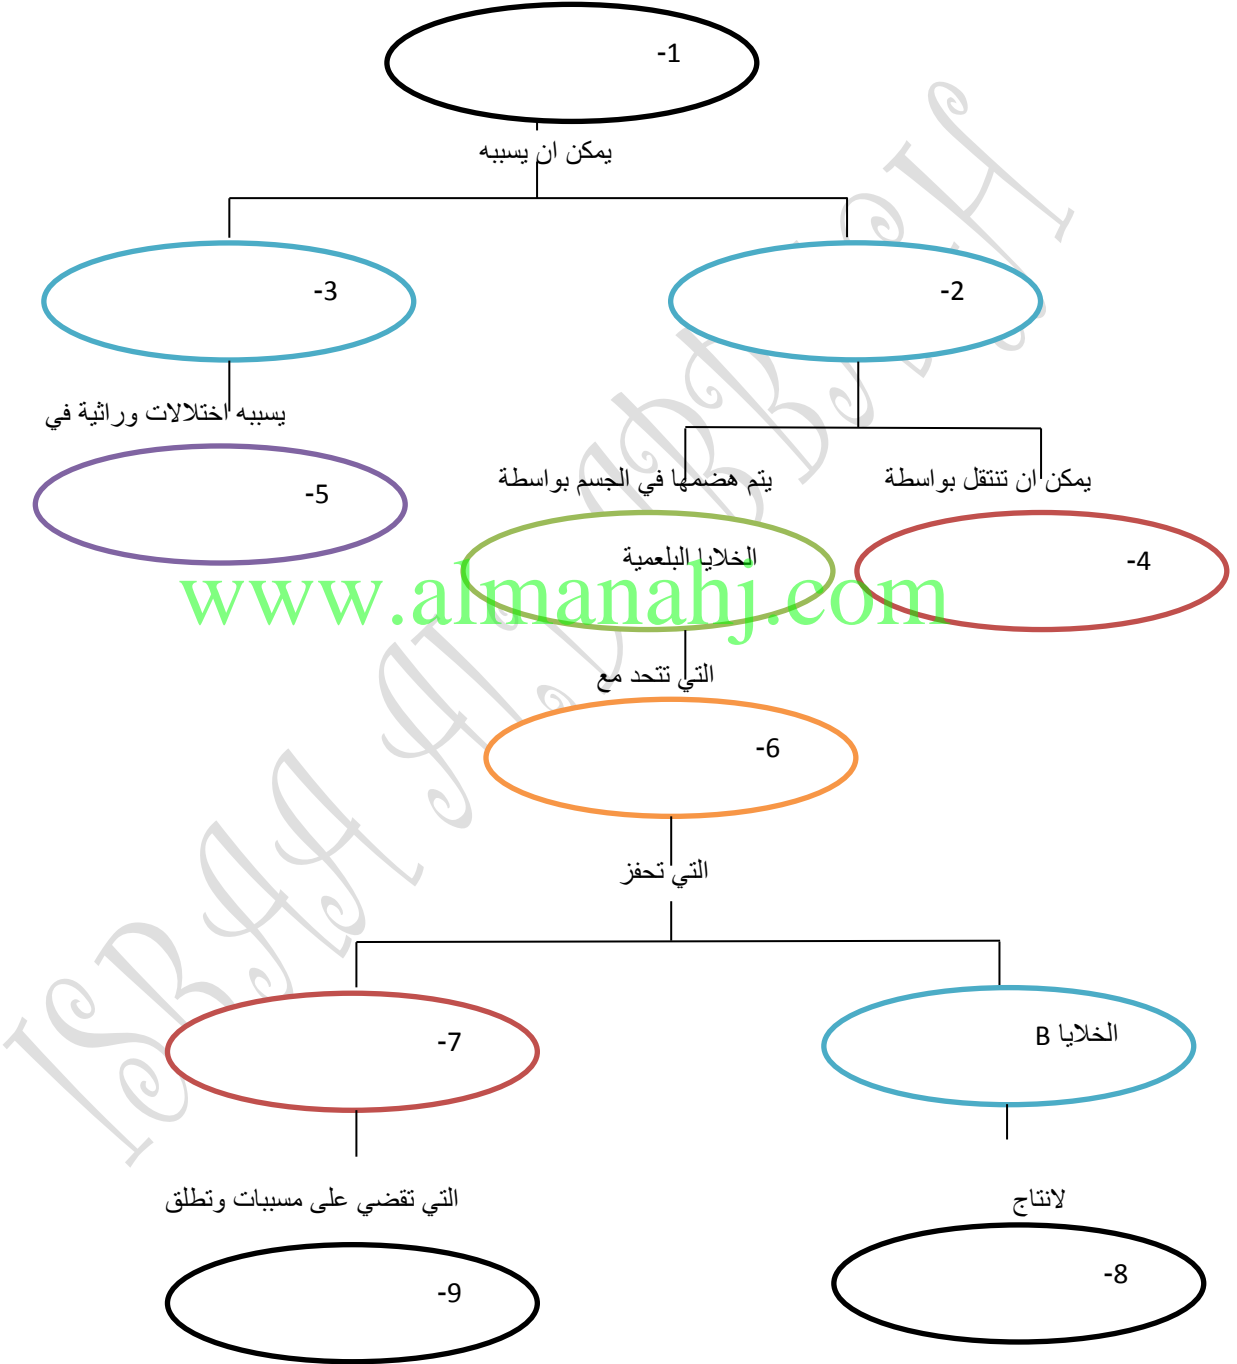 1-
يمكن ان يسببه
2-
3-
يسببه اختلالات وراثية في
يمكن ان تنتقل بواسطة
يتم هضمها في الجسم بواسطة
5-
الخلايا البلعمية
4-
www.almanahj.com
التي تتحد مع
6-
التي تحفز
الخلايا B
7-
لانتاج
التي تقضي على مسببات وتطلق
8-
9-
ISRAA ALDABBAH